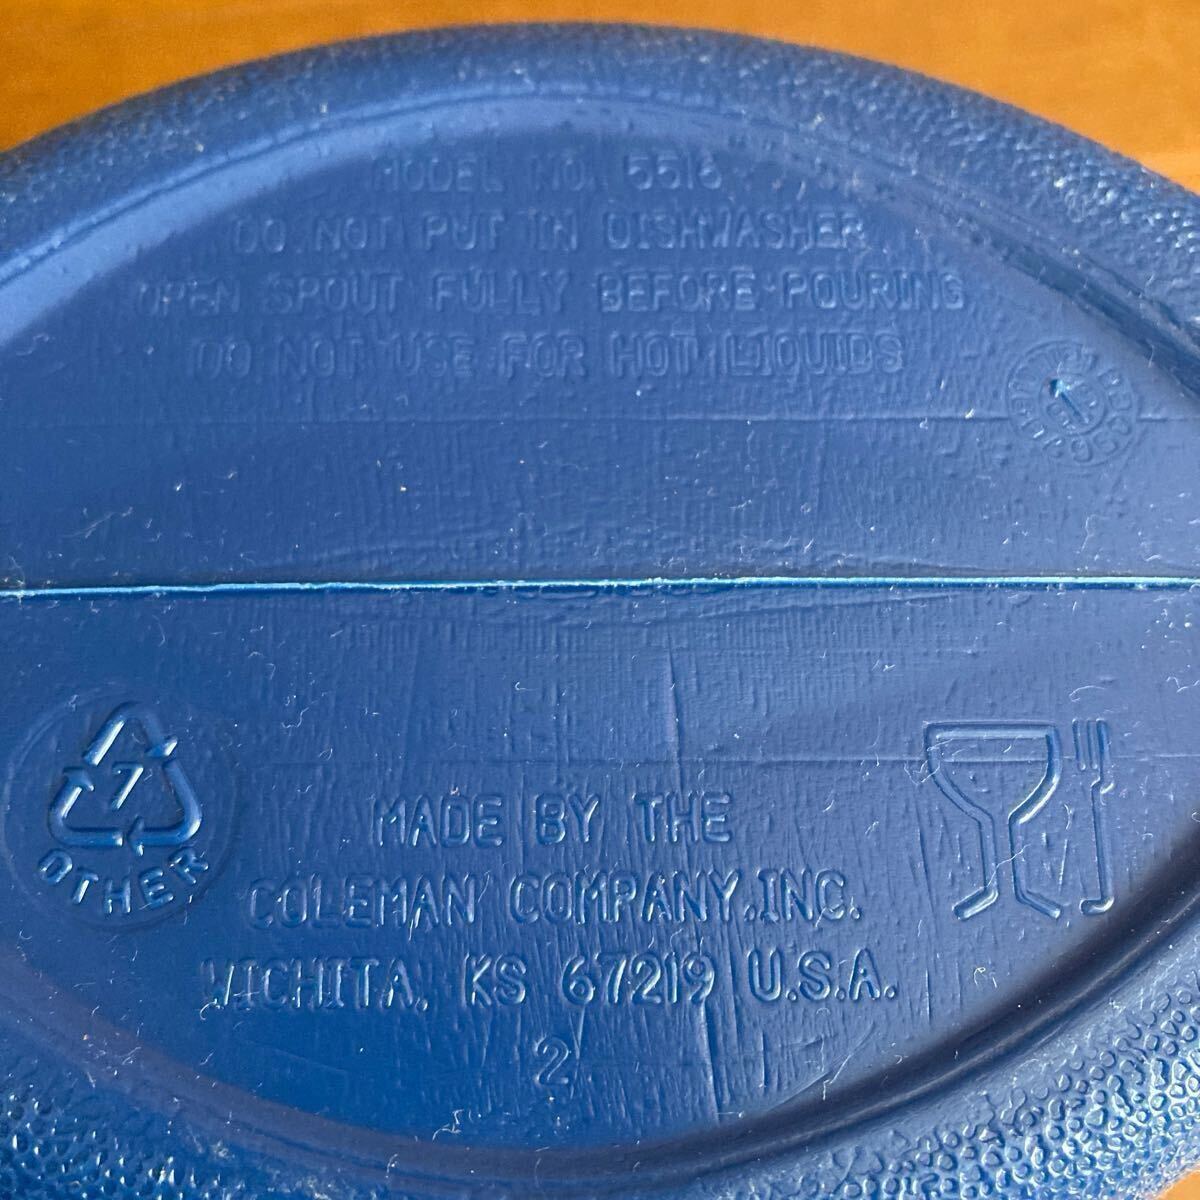 MODEL NO. 5516
DO NOT PUT IN DISHWASHER
OPEN SPOUT FULLY BEFORE POURING
DO NOT USE FOR HOT LIQUIDS
7
OTHER
MADE BY THE
COLEMAN COMPANY, INC.
WICHITA, KS 67219 U.S.A.
2